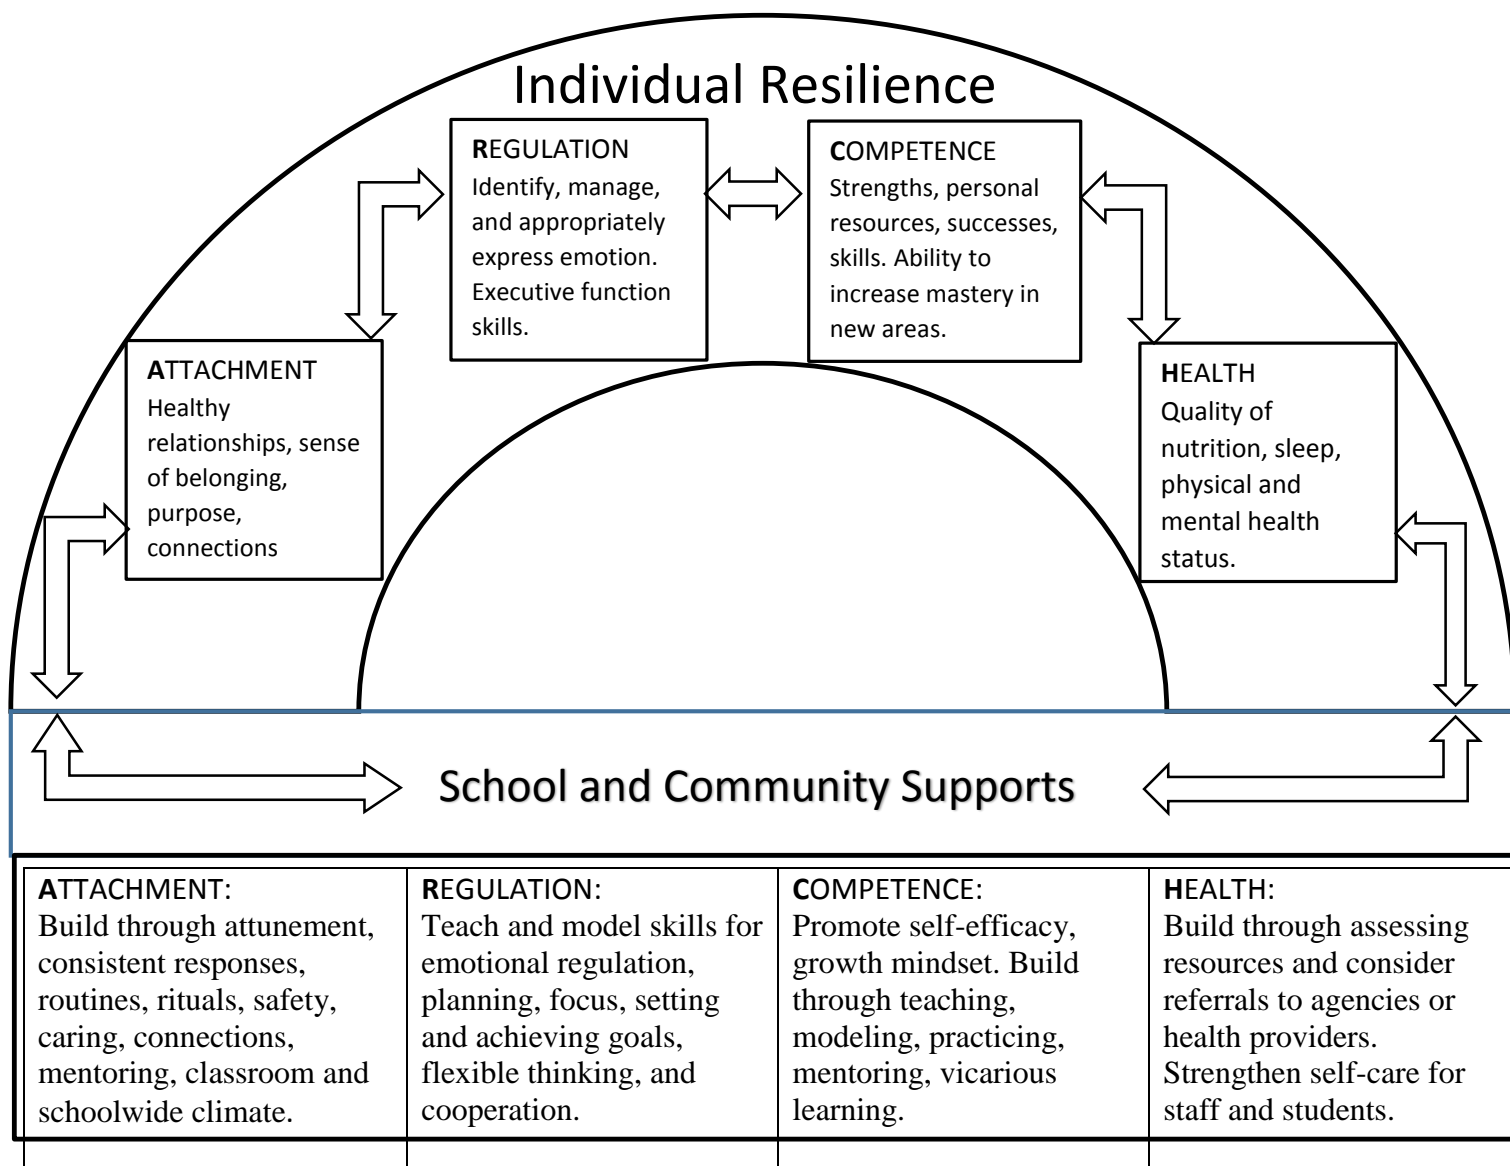 Individual Resilience
REGULATION
Identify, manage,
and appropriately
express emotion.
Executive function
skills.
COMPETENCE
Strengths, personal
resources, successes,
skills. Ability to
increase mastery in
new areas.
ATTACHMENT
Healthy
relationships, sense
of belonging,
purpose,
connections
HEALTH
Quality of
nutrition, sleep,
physical and
mental health
status.
School and Community Supports
ATTACHMENT:
Build through attunement,
consistent responses,
routines, rituals, safety,
caring, connections,
mentoring, classroom and
schoolwide climate.
REGULATION:
Teach and model skills for
emotional regulation,
planning, focus, setting
and achieving goals,
flexible thinking, and
cooperation.
COMPETENCE:
Promote self-efficacy,
growth mindset. Build
through teaching,
modeling, practicing,
mentoring, vicarious
learning.
HEALTH:
Build through assessing
resources and consider
referrals to agencies or
health providers.
Strengthen self-care for
staff and students.